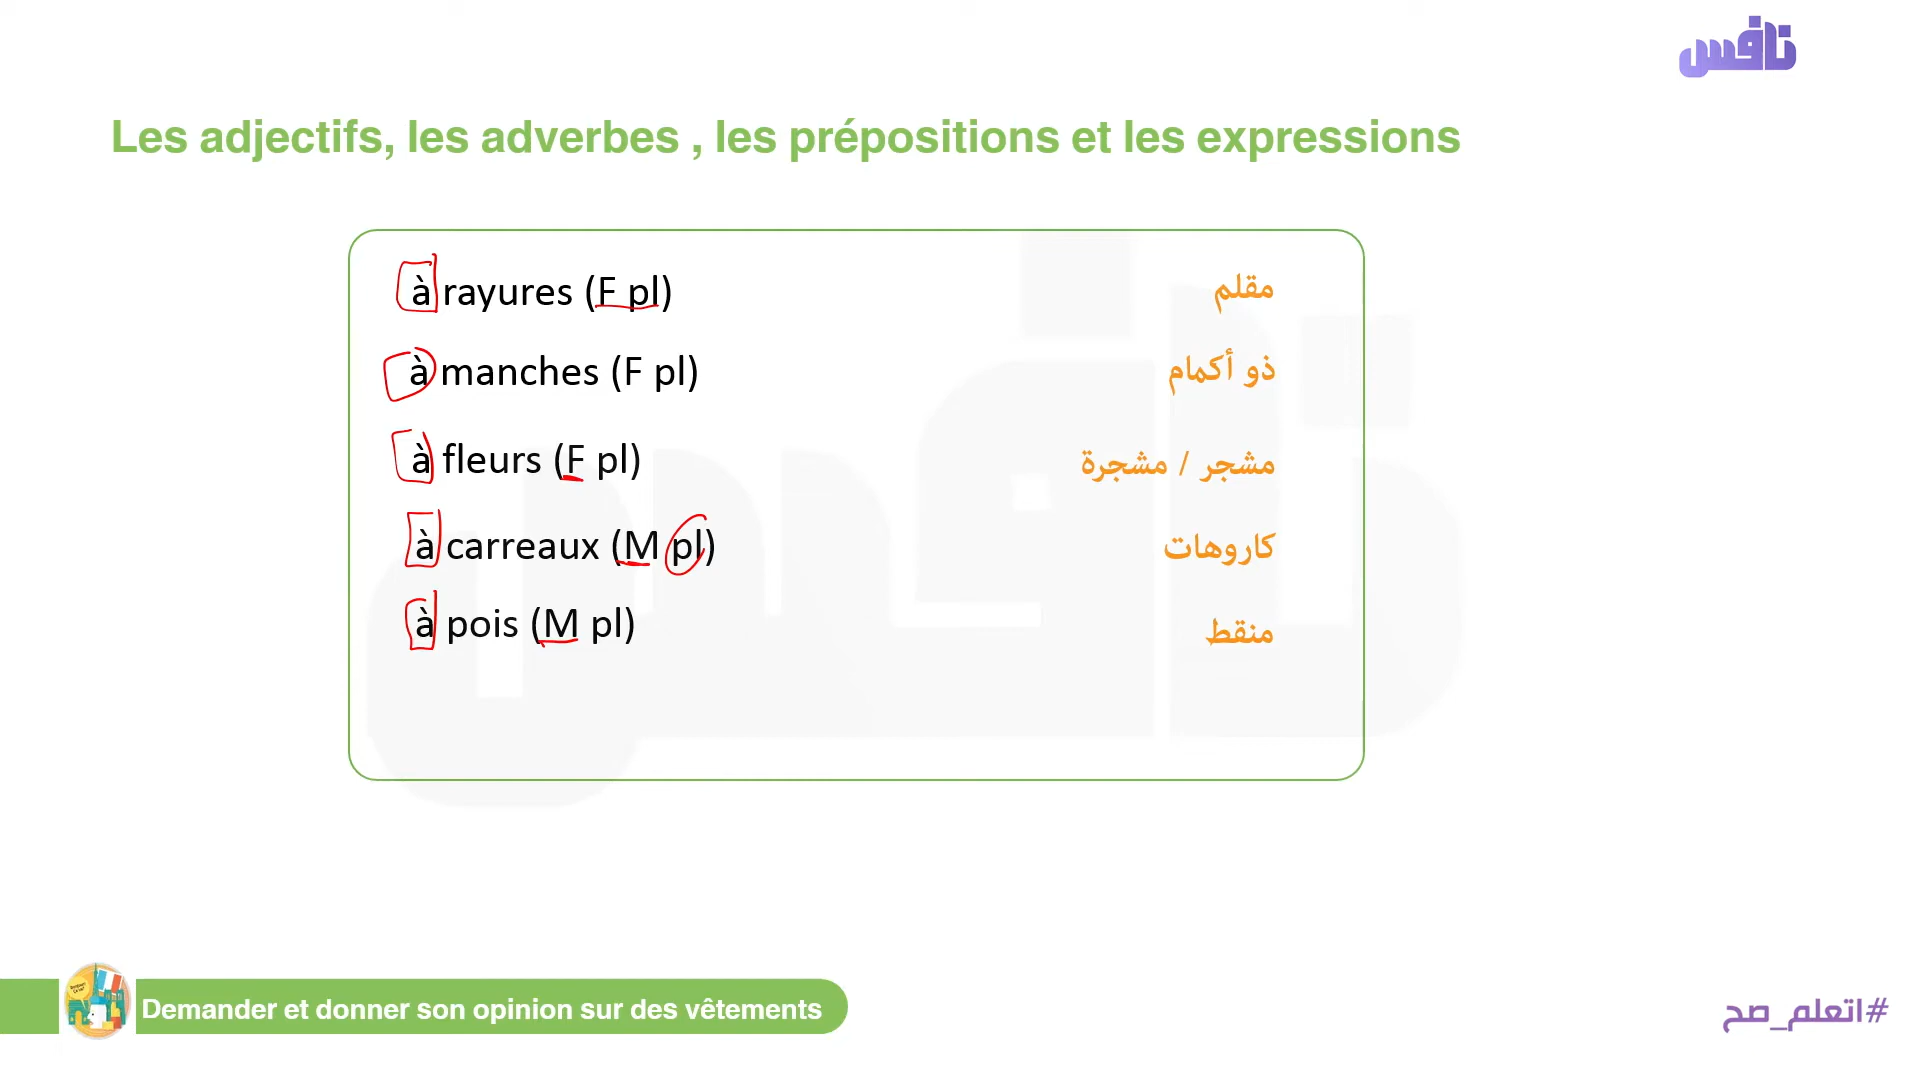 نافس
Les adjectifs, les adverbes , les prépositions et les expressions
à rayures (F pl) مقلم
à manches (F pl) ذو أكمام
à fleurs (F pl) مشجر / مشجرة
à carreaux (M pl) كاروهات
à pois (M pl) منقط
Demander et donner son opinion sur des vêtements
#اتعلم_صح